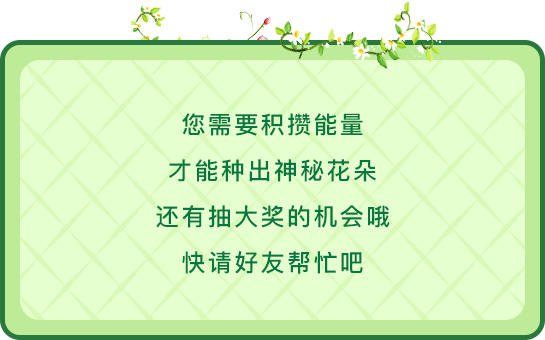 您需要积攒能量
才能种出神秘花朵
还有抽大奖的机会哦
快请好友帮忙吧